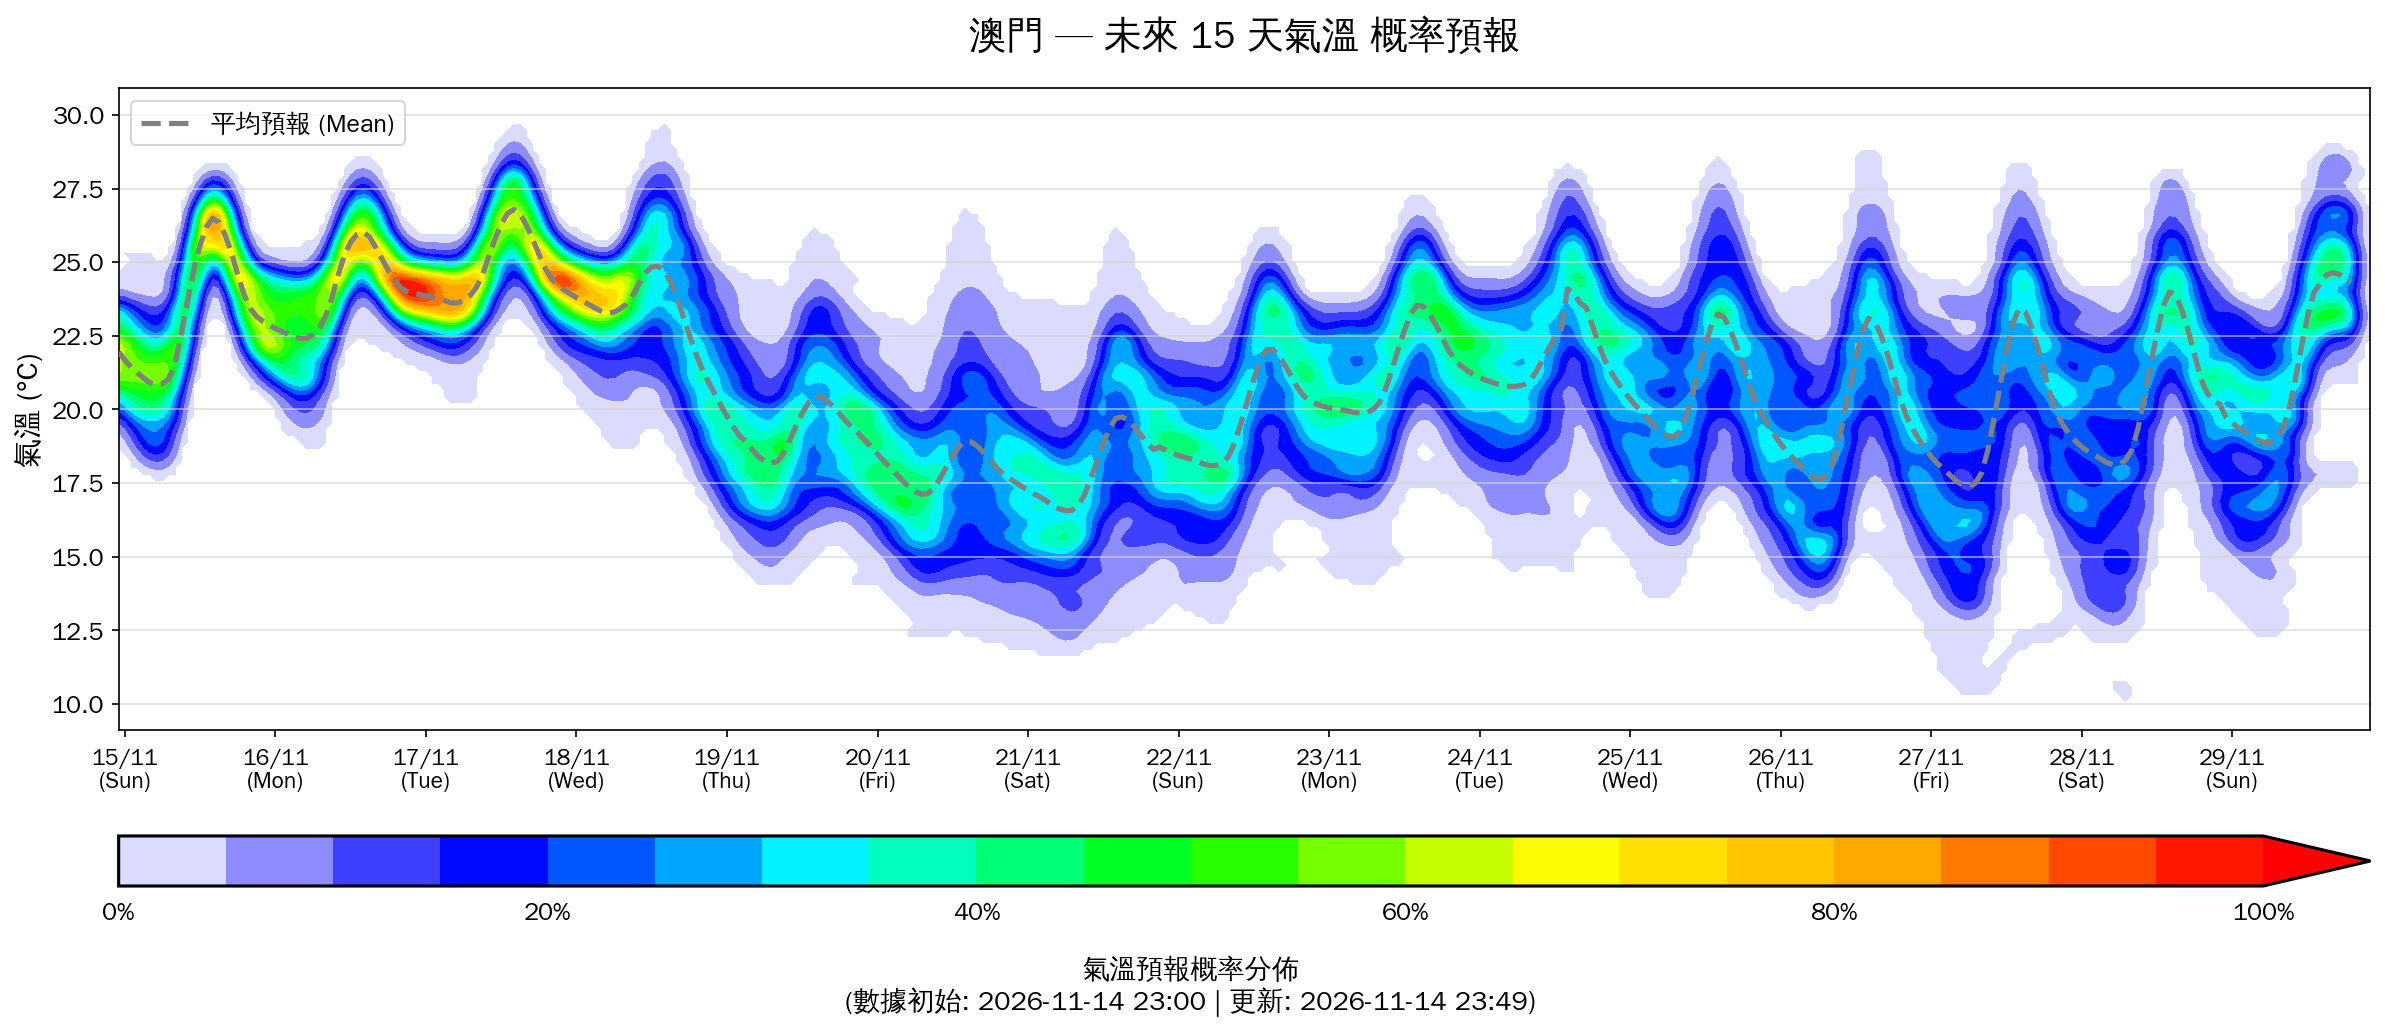 澳門 — 未來 15 天氣溫 概率預報
平均預報 (Mean)
氣溫 (°C)
30.0
27.5
25.0
22.5
20.0
17.5
15.0
12.5
10.0
15/11 16/11 17/11 18/11 19/11 20/11 21/11 22/11 23/11 24/11 25/11 26/11 27/11 28/11 29/11
(Sun) (Mon) (Tue) (Wed) (Thu) (Fri) (Sat) (Sun) (Mon) (Tue) (Wed) (Thu) (Fri) (Sat) (Sun)
0% 20% 40% 60% 80% 100%
氣溫預報概率分佈
(數據初始: 2026-11-14 23:00 | 更新: 2026-11-14 23:49)